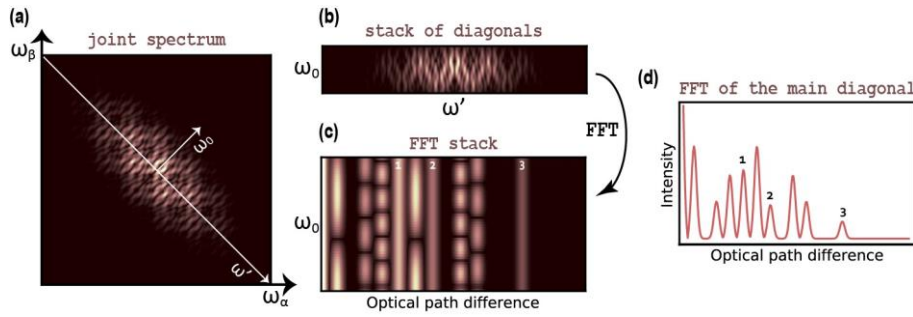 (a)
joint spectrum
ωβ
ω₀
ω'
ωα
(b)
stack of diagonals
ω₀
ω'
FFT
(c)
FFT stack
1 2 3
ω₀
Optical path difference
(d)
FFT of the main diagonal
Intensity
1
2
3
Optical path difference